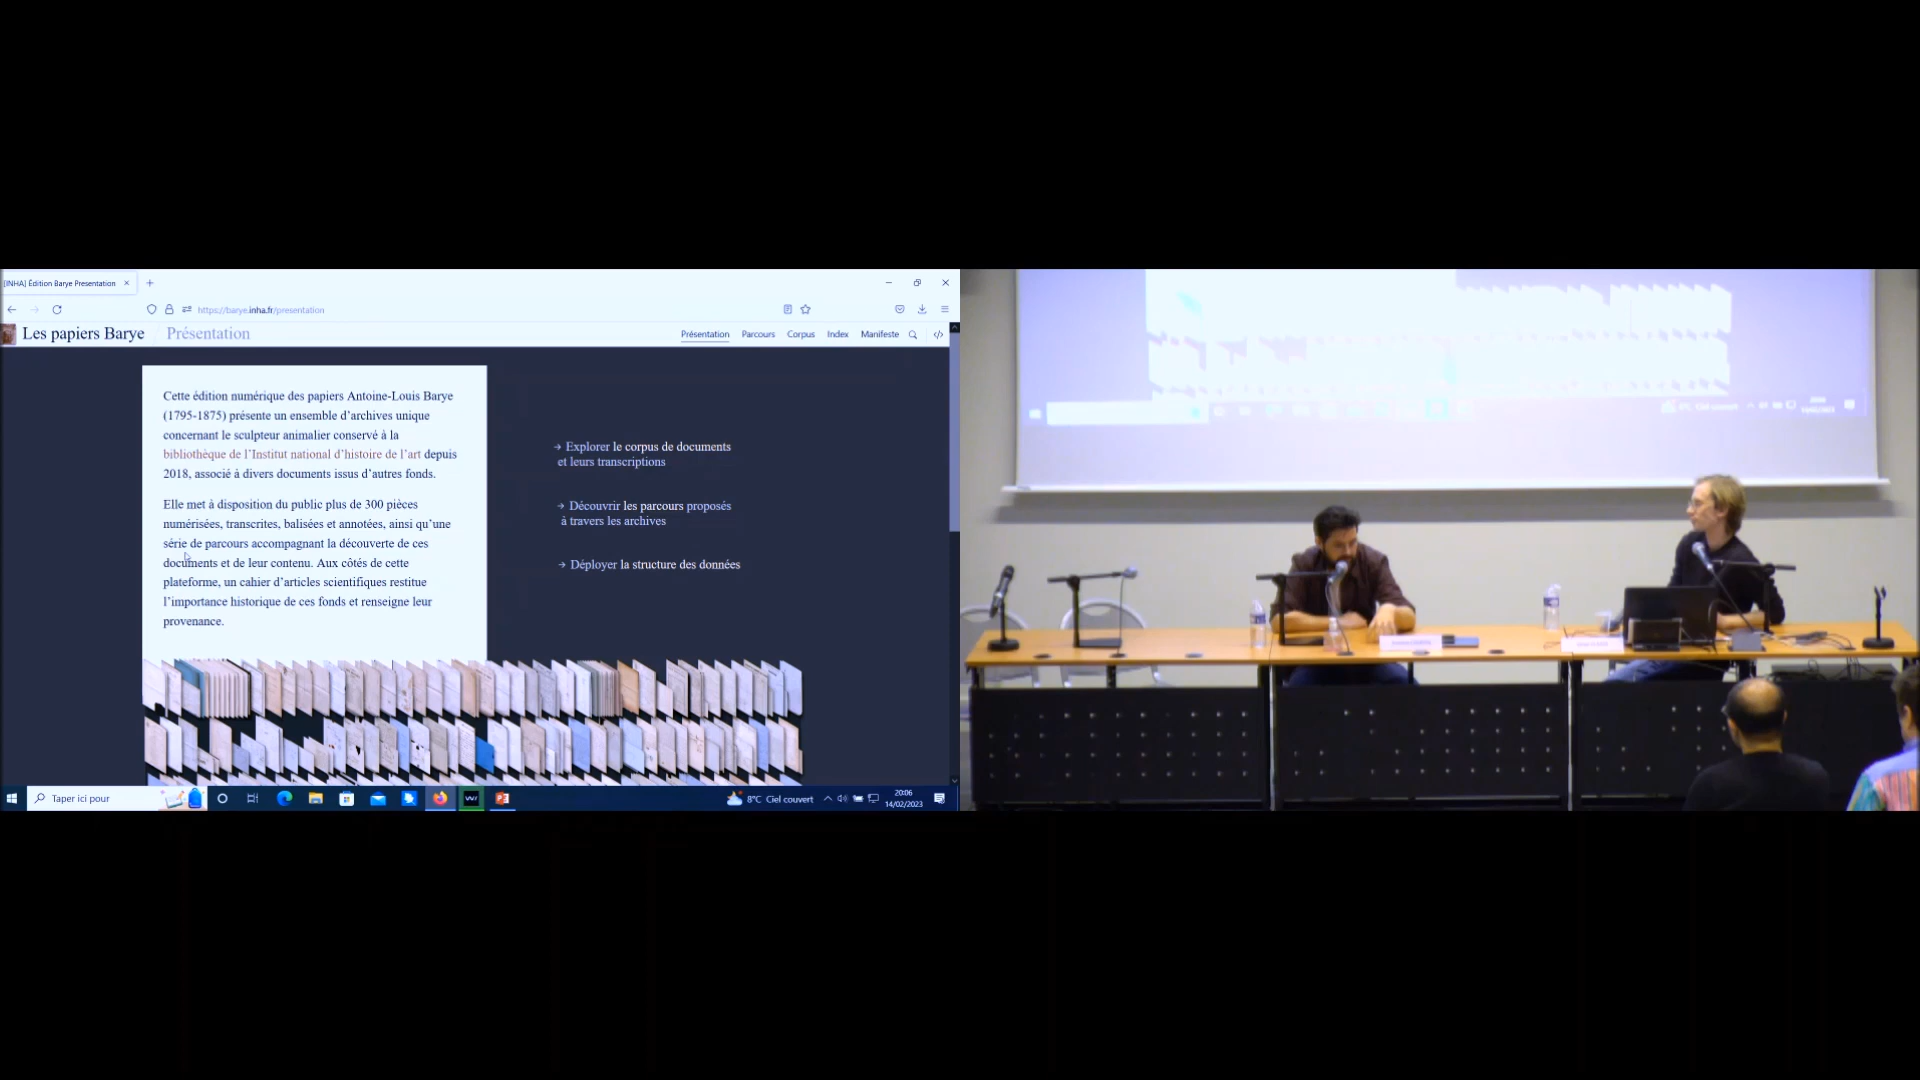 [INHA] Édition Barye Presentation
https://barye.inha.fr/presentation
Les papiers Barye
Présentation
Présentation
Parcours
Corpus
Index
Manifeste
Cette édition numérique des papiers Antoine-Louis Barye
(1795-1875) présente un ensemble d’archives unique
concernant le sculpteur animalier conservé à la
bibliothèque de l’Institut national d’histoire de l’art depuis
2018, associé à divers documents issus d’autres fonds.
Elle met à disposition du public plus de 300 pièces
numérisées, transcrites, balisées et annotées, ainsi qu’une
série de parcours accompagnant la découverte de ces
documents et de leur contenu. Aux côtés de cette
plateforme, un cahier d’articles scientifiques restitue
l’importance historique de ces fonds et renseigne leur
provenance.
→ Explorer le corpus de documents
et leurs transcriptions
→ Découvrir les parcours proposés
à travers les archives
→ Déployer la structure des données
Taper ici pour
8°C Ciel couvert
20:06
14/02/2023